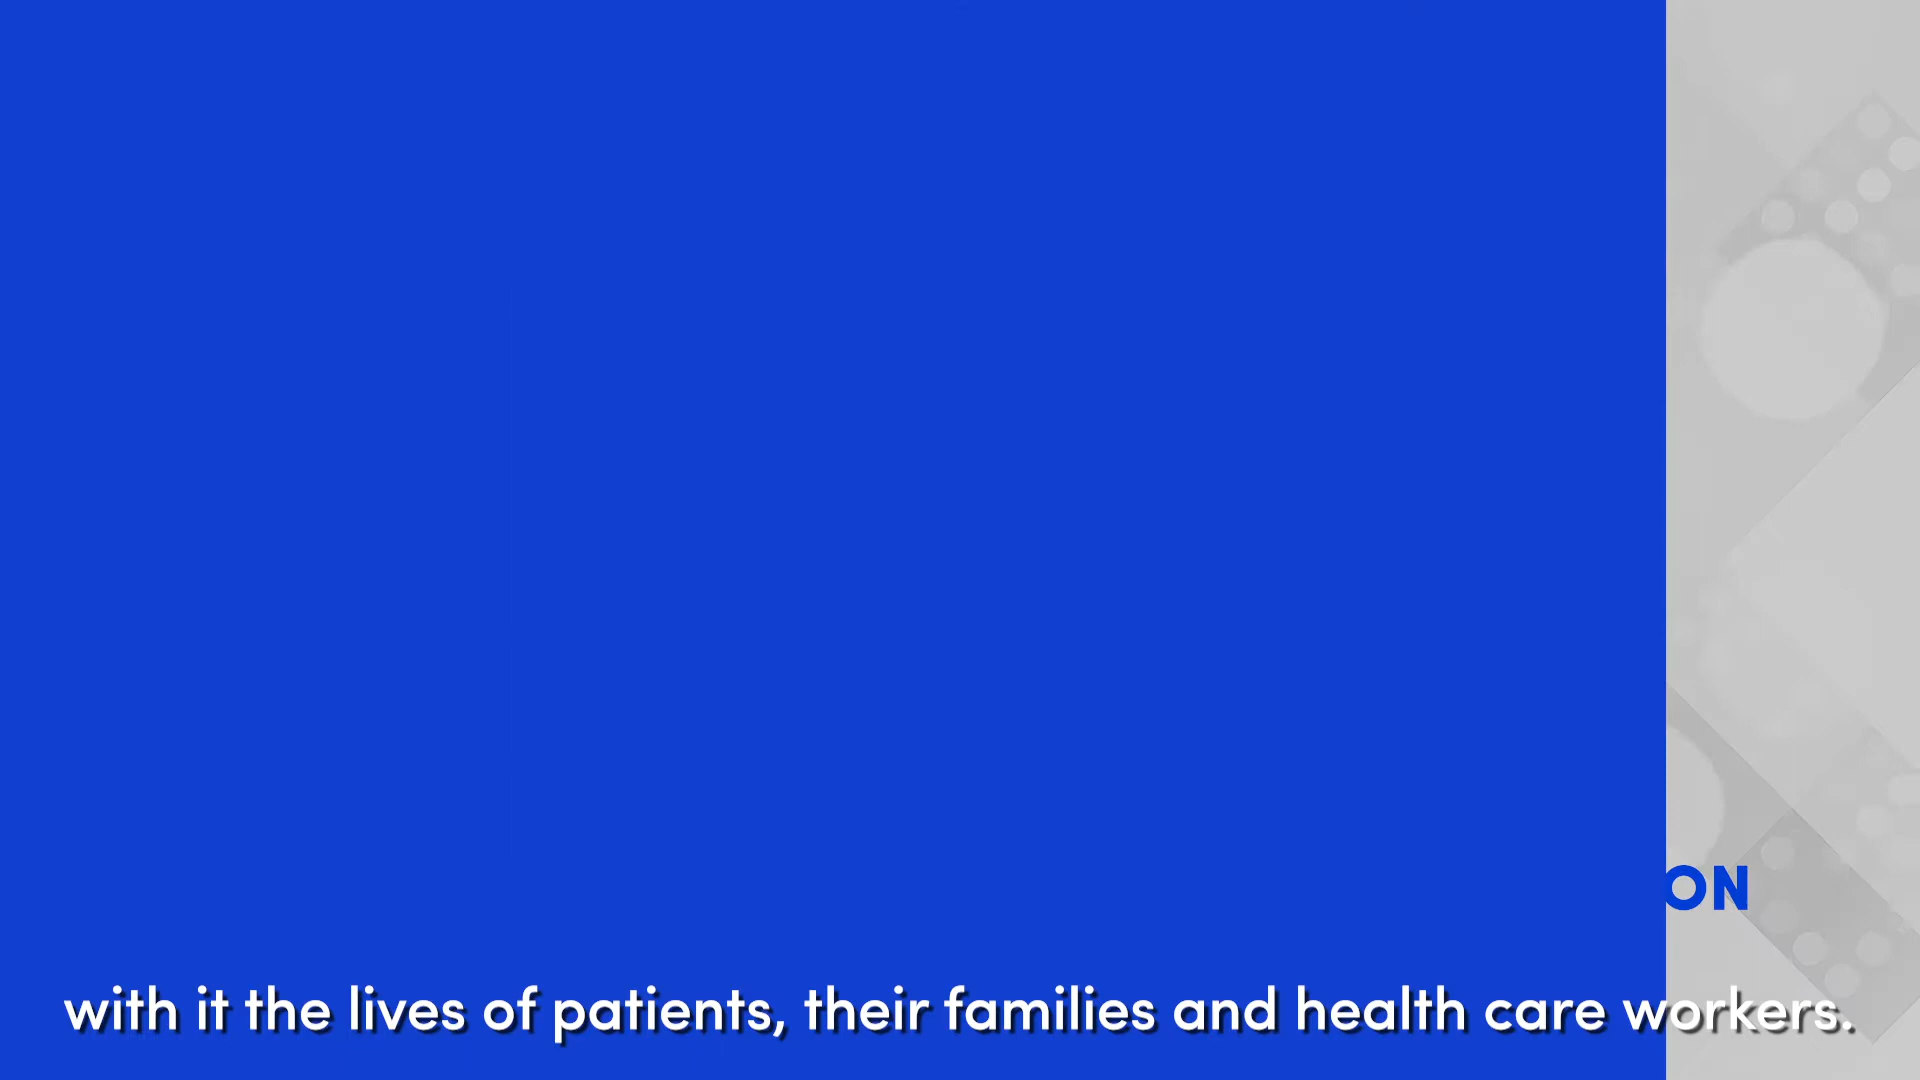 ON
with it the lives of patients, their families and health care workers.